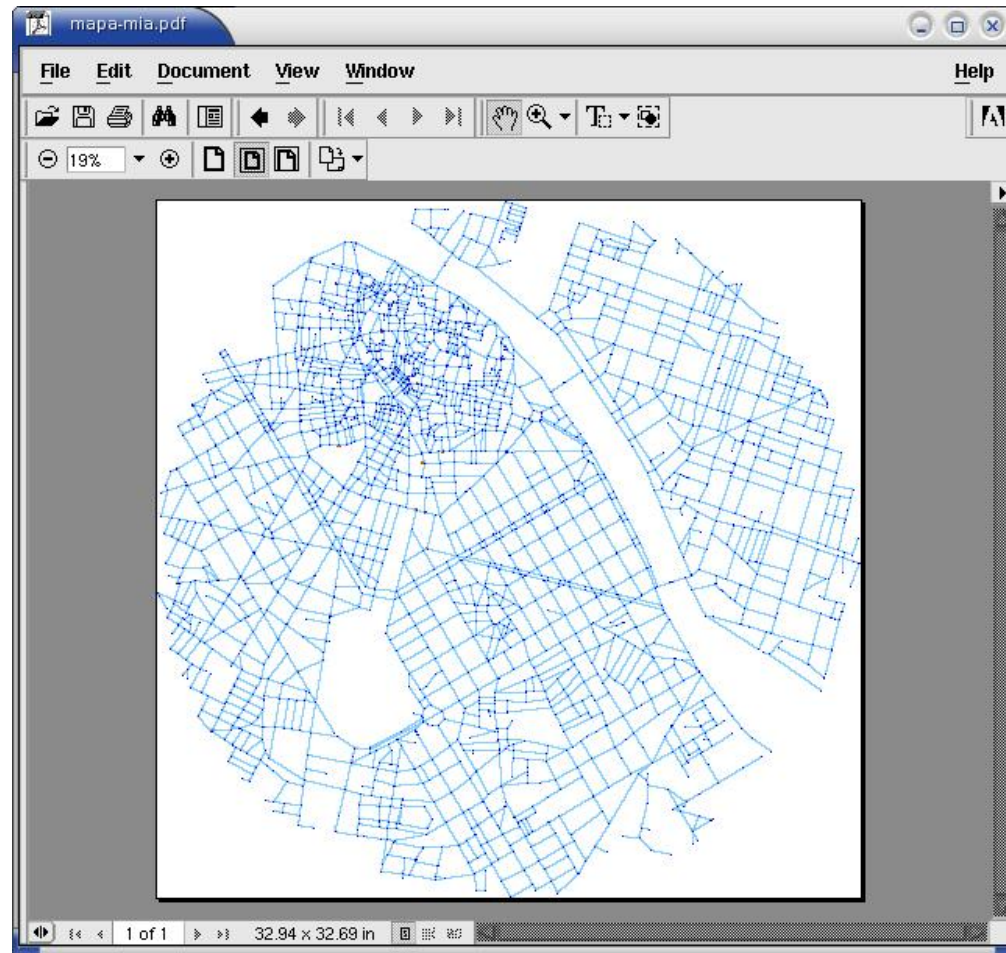 mapa-mia.pdf
File Edit Document View Window Help
19%
1 of 1 32.94 × 32.69 in